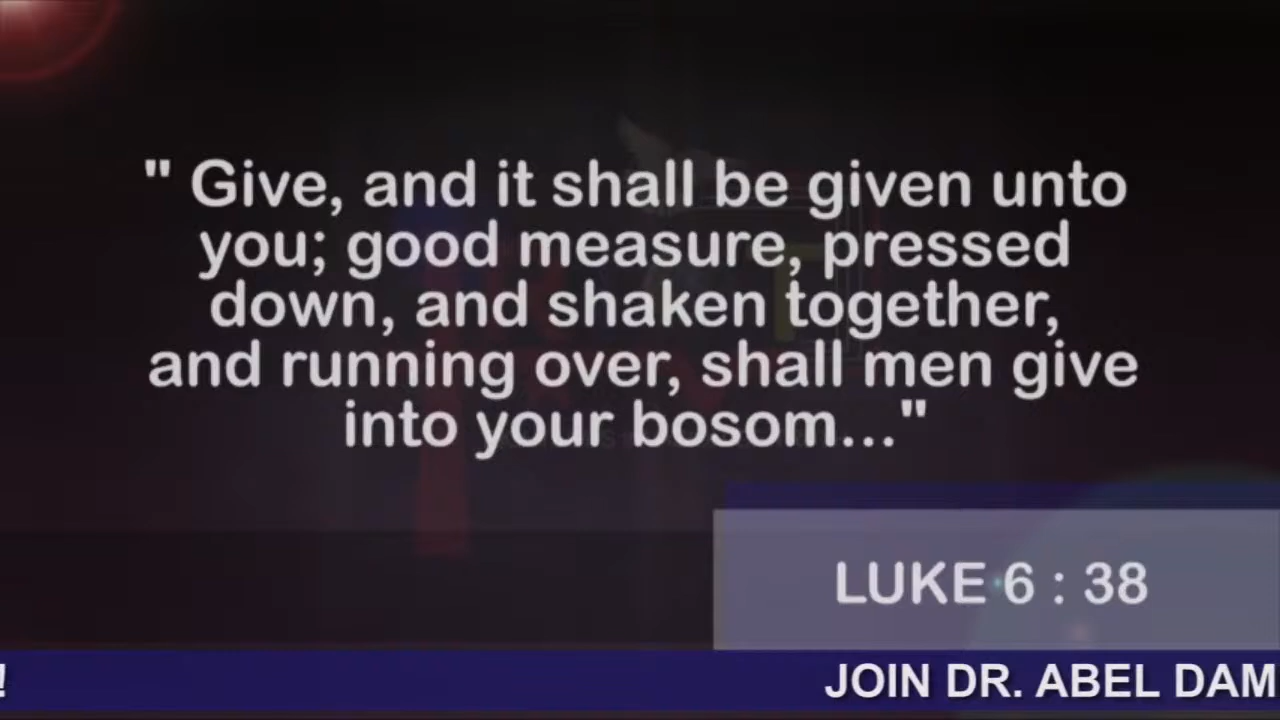 " Give, and it shall be given unto
you; good measure, pressed
down, and shaken together,
and running over, shall men give
into your bosom..."
LUKE 6 : 38
! JOIN DR. ABEL DAM